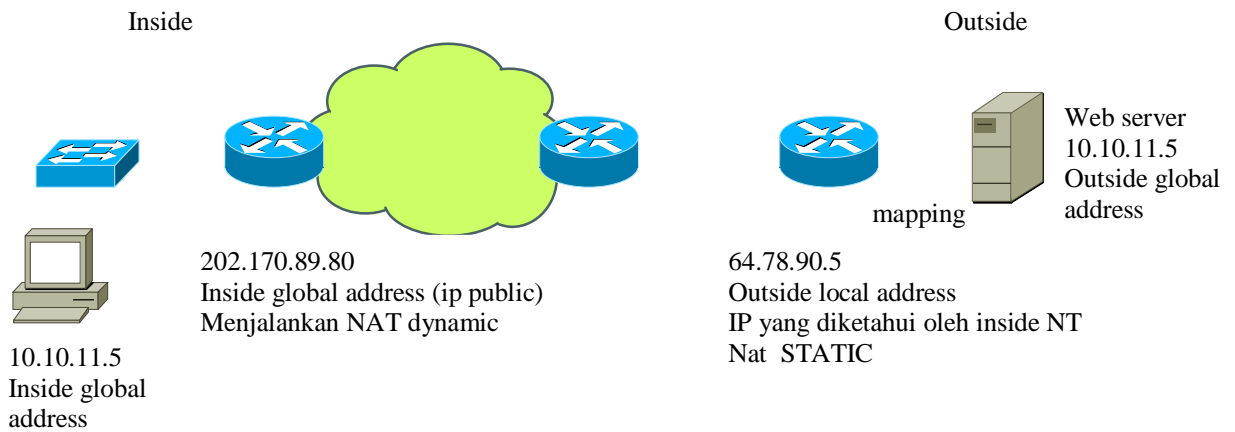 Inside
Outside
Web server
10.10.11.5
Outside global
address
mapping
202.170.89.80
Inside global address (ip public)
Menjalankan NAT dynamic
64.78.90.5
Outside local address
IP yang diketahui oleh inside NT
Nat  STATIC
10.10.11.5
Inside global
address